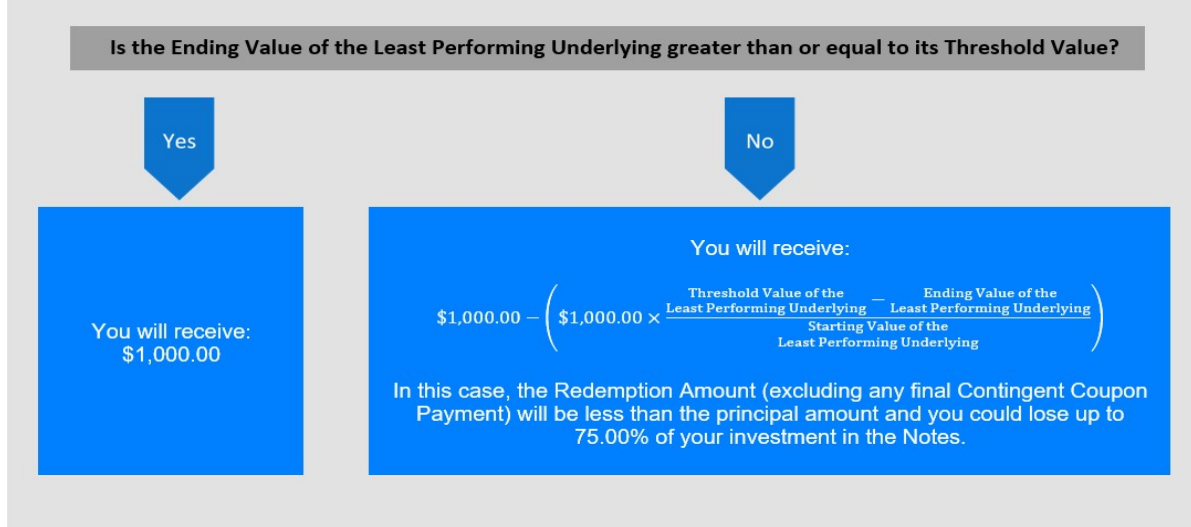 Is the Ending Value of the Least Performing Underlying greater than or equal to its Threshold Value?
Yes
No
You will receive:
$1,000.00
You will receive:
$1,000.00 − ( $1,000.00 ×
Threshold Value of the
Least Performing Underlying
−
Ending Value of the
Least Performing Underlying
Starting Value of the
Least Performing Underlying
)
In this case, the Redemption Amount (excluding any final Contingent Coupon
Payment) will be less than the principal amount and you could lose up to
75.00% of your investment in the Notes.